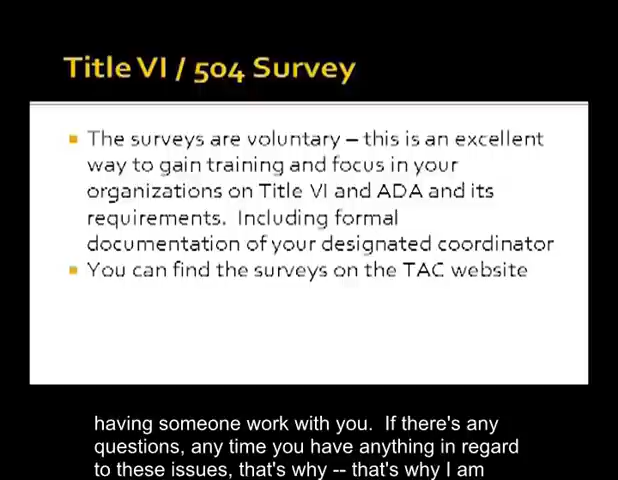 Title VI / 504 Survey
The surveys are voluntary – this is an excellent
way to gain training and focus in your
organizations on Title VI and ADA and its
requirements.  Including formal
documentation of your designated coordinator
You can find the surveys on the TAC website
having someone work with you.  If there's any
questions, any time you have anything in regard
to these issues, that's why -- that's why I am